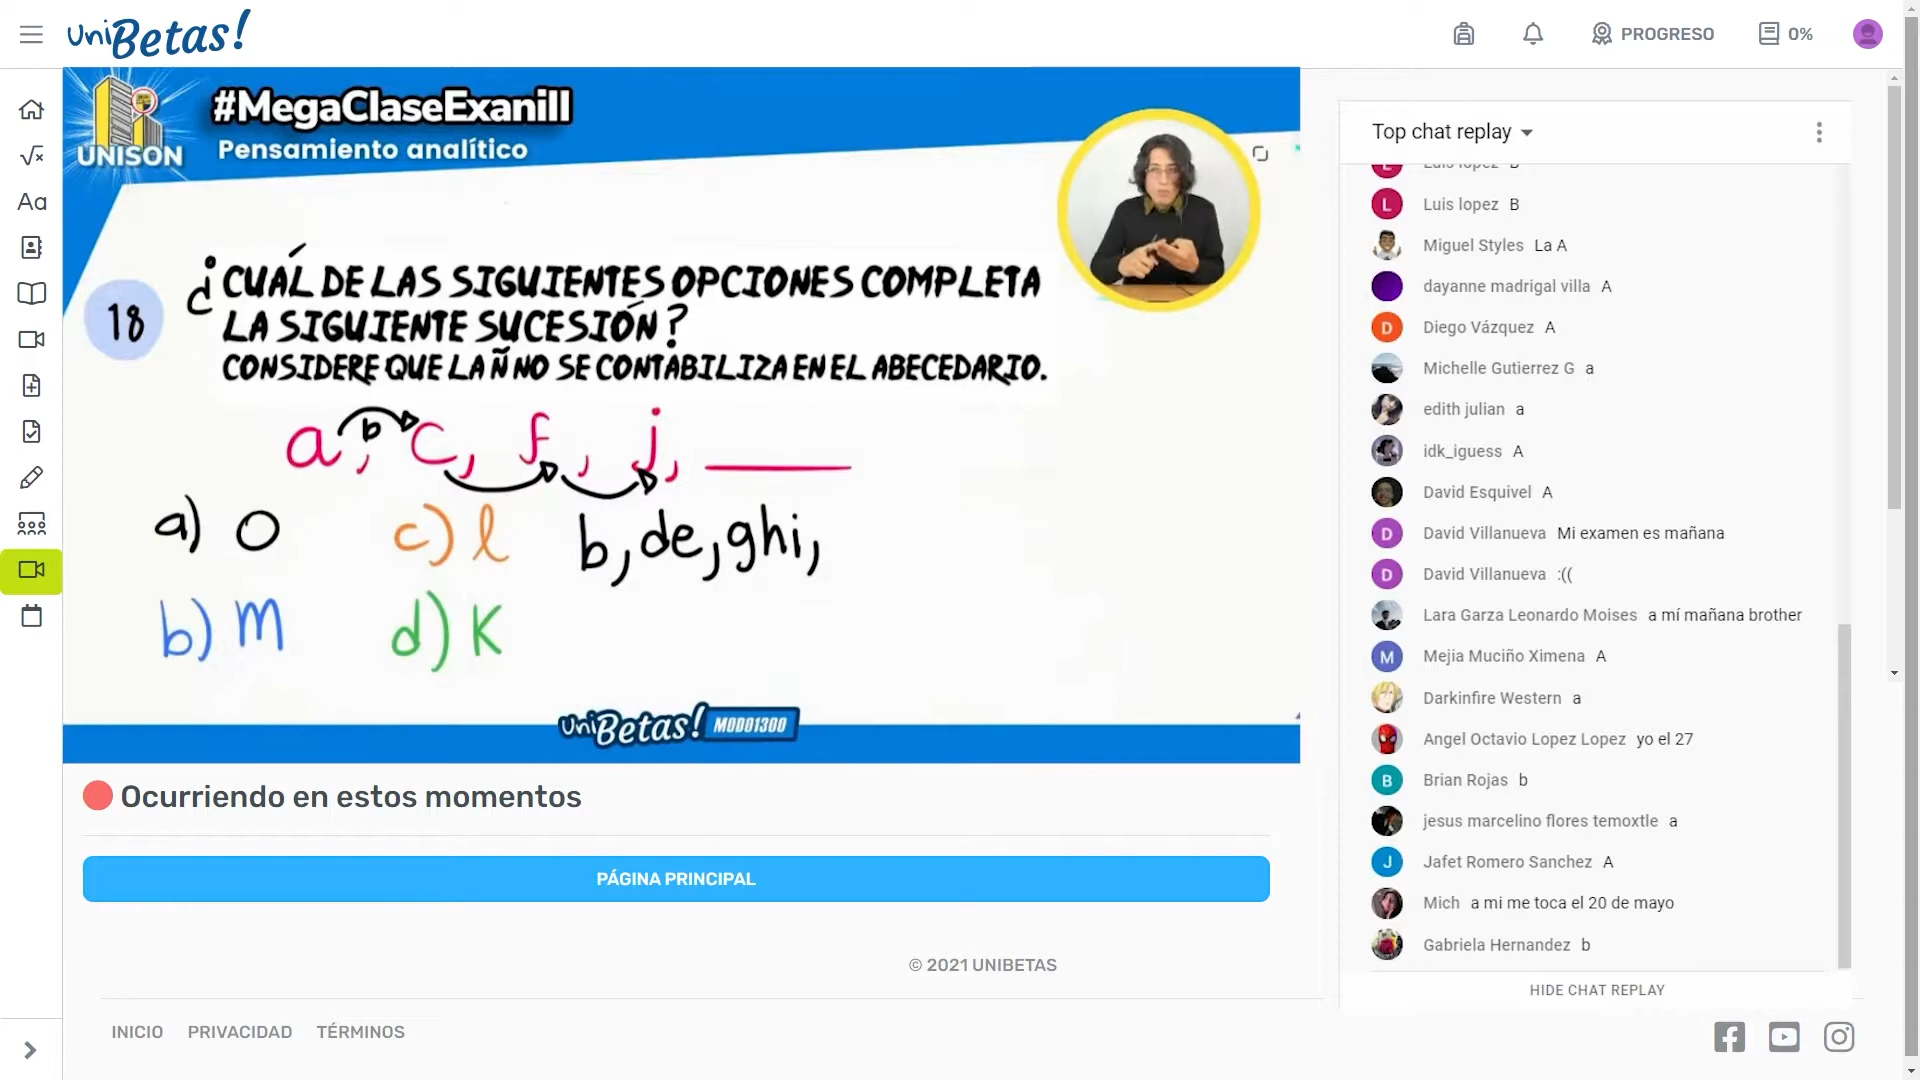 UniBetas!
PROGRESO
0%
UNISON
#MegaClaseExaniII
Pensamiento analítico
18
¿CUÁL DE LAS SIGUIENTES OPCIONES COMPLETA
LA SIGUIENTE SUCESIÓN?
CONSIDERE QUE LA Ñ NO SE CONTABILIZA EN EL ABECEDARIO.
a, b c, f, j, ______
a) o
c) l
b, de, ghi,
b) m
d) k
UniBetas! MODO1300
Ocurriendo en estos momentos
PÁGINA PRINCIPAL
© 2021 UNIBETAS
INICIO PRIVACIDAD TÉRMINOS
Top chat replay
Luis lopez B
L Luis lopez B
Miguel Styles La A
dayanne madrigal villa A
D Diego Vázquez A
Michelle Gutierrez G a
edith julian a
idk_iguess A
David Esquivel A
D David Villanueva Mi examen es mañana
D David Villanueva :((
Lara Garza Leonardo Moises a mí mañana brother
M Mejia Muciño Ximena A
Darkinfire Western a
Angel Octavio Lopez Lopez yo el 27
B Brian Rojas b
jesus marcelino flores temoxtle a
J Jafet Romero Sanchez A
Mich a mi me toca el 20 de mayo
Gabriela Hernandez b
HIDE CHAT REPLAY